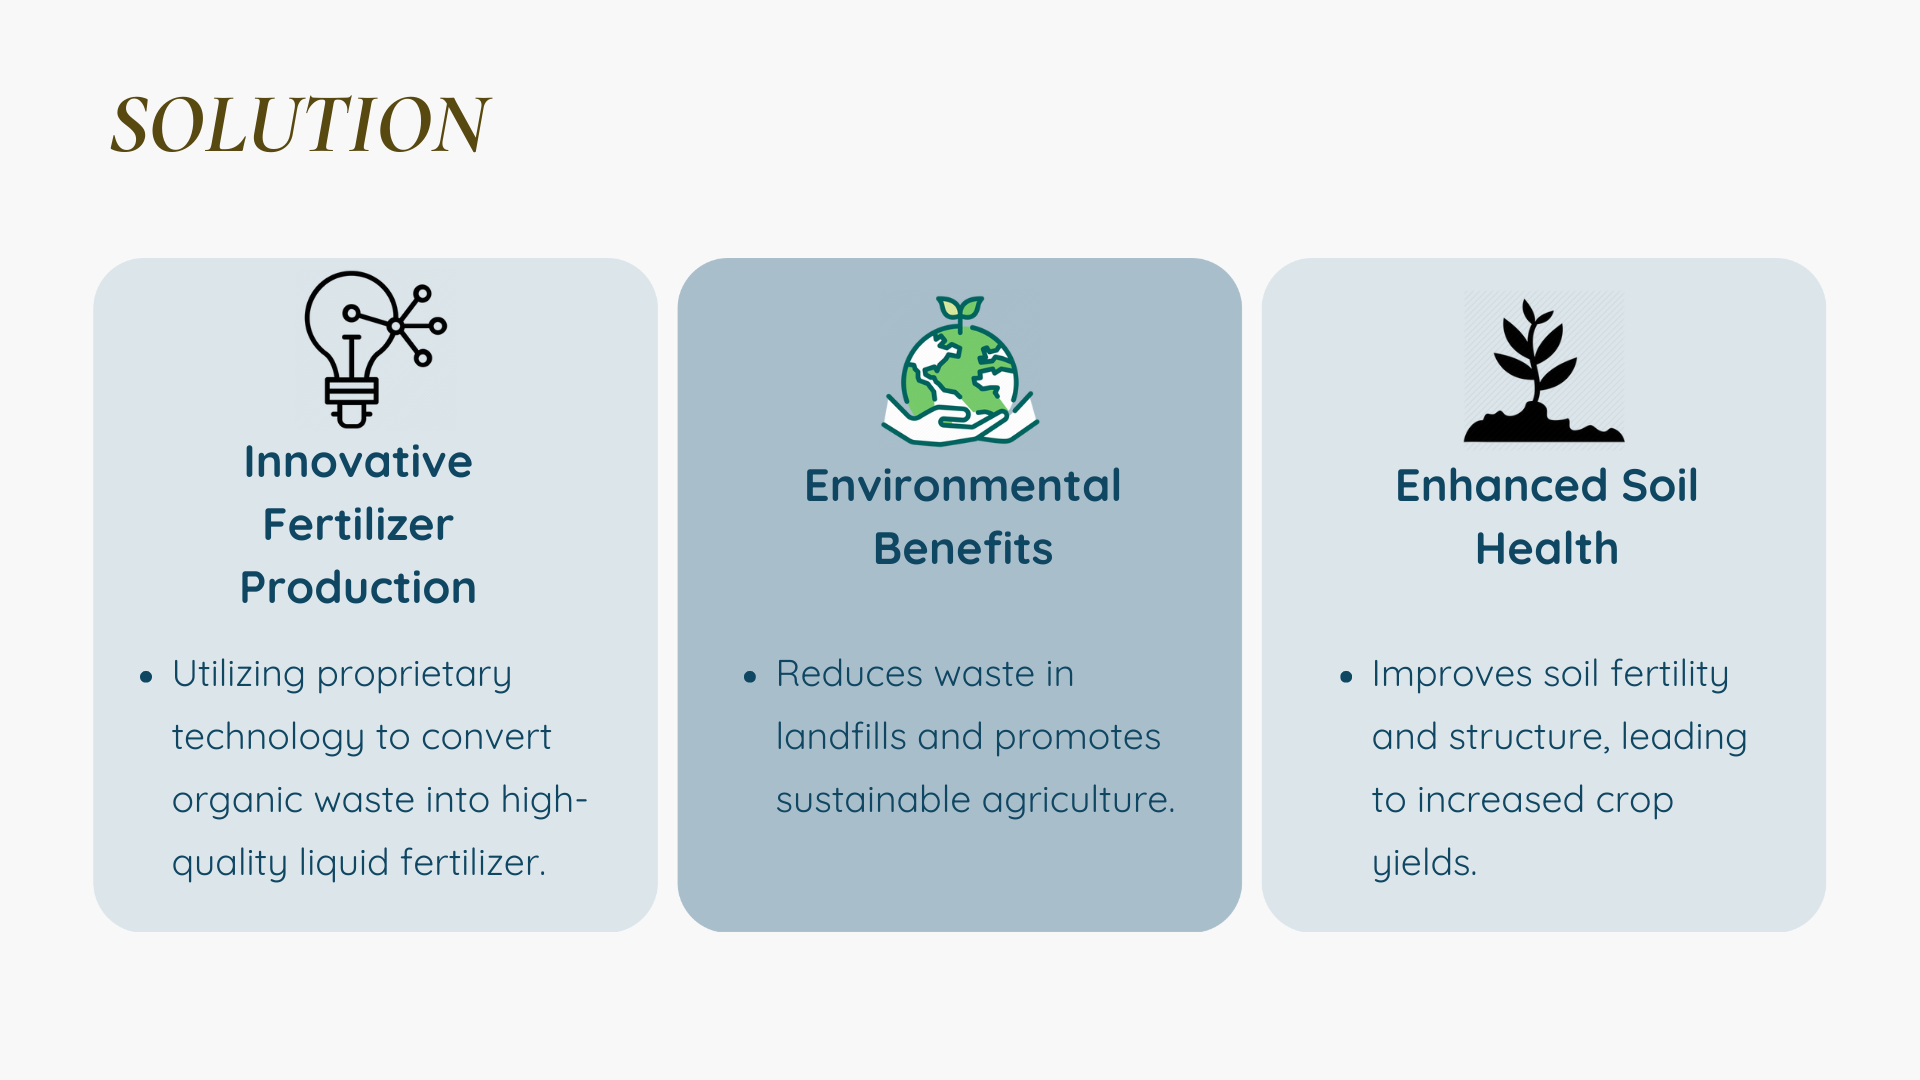 SOLUTION
Innovative
Fertilizer
Production
• Utilizing proprietary
technology to convert
organic waste into high-
quality liquid fertilizer.
Environmental
Benefits
• Reduces waste in
landfills and promotes
sustainable agriculture.
Enhanced Soil
Health
• Improves soil fertility
and structure, leading
to increased crop
yields.